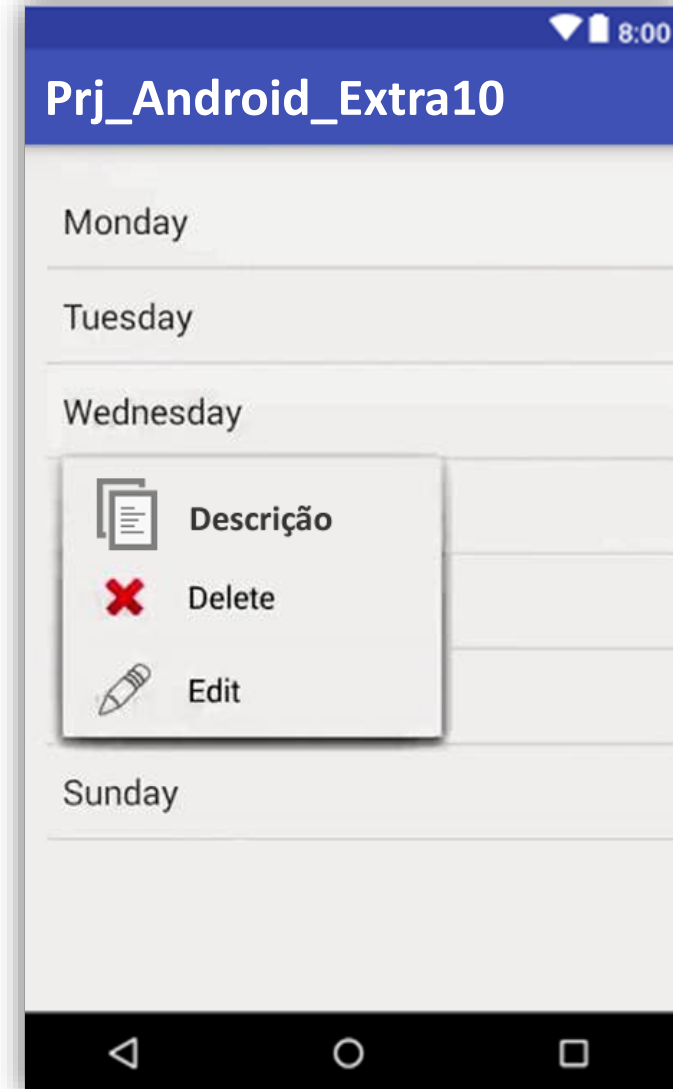 8:00
Prj_Android_Extra10
Monday
Tuesday
Wednesday
Descrição
Delete
Edit
Sunday